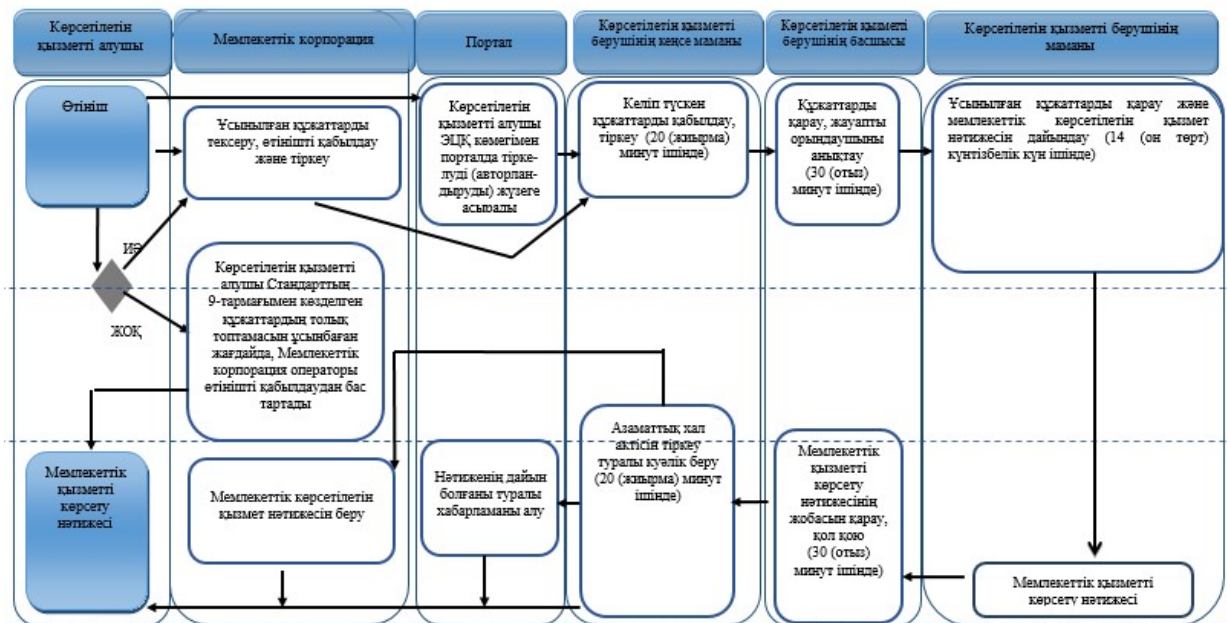 Көрсетілетін
қызметті алушы
Мемлекеттік корпорация
Портал
Көрсетілетін қызметті
берушінің кеңсе маманы
Көрсетілетін қызметі
берушінің басшысы
Көрсетілетін қызметті берушінің
маманы
Өтініш
Ұсынылған құжаттарды
тексеру, өтінішті қабылдау
және тіркеу
Көрсетілетін
қызметті алушы
ЭЦҚ көмегімен
порталда тірке-
луді (авторлан-
дыруды) жүзеге
асырады
Келіп түскен
құжаттарды қабылдау,
тіркеу (20 (жиырма)
минут ішінде)
Құжаттарды
қарау, жауапты
орындаушыны
анықтау
(30 (отыз)
минут ішінде)
Ұсынылған құжаттарды қарау және
мемлекеттік көрсетілетін қызмет
нәтижесін дайындау (14 (он төрт)
күнтізбелік күн ішінде)
ИӘ
ЖОҚ
Көрсетілетін қызметті
алушы Стандарттың
9-тармағымен көзделген
құжаттардың толық
топтамасын ұсынбаған
жағдайда, Мемлекеттік
корпорация операторы
өтінішті қабылдаудан бас
тартады
Мемлекеттік
қызметті
көрсету
нәтижесі
Мемлекеттік көрсетілетін
қызмет нәтижесін беру
Нәтиженің дайын
болғаны туралы
хабарламаны алу
Азаматтық хал
актісін тіркеу
туралы куәлік беру
(20 (жиырма) минут
ішінде)
Мемлекеттік
қызметті
көрсету
нәтижесінің
жобасын қарау,
қол қою
(30 (отыз)
минут ішінде)
Мемлекеттік қызметті
көрсету нәтижесі